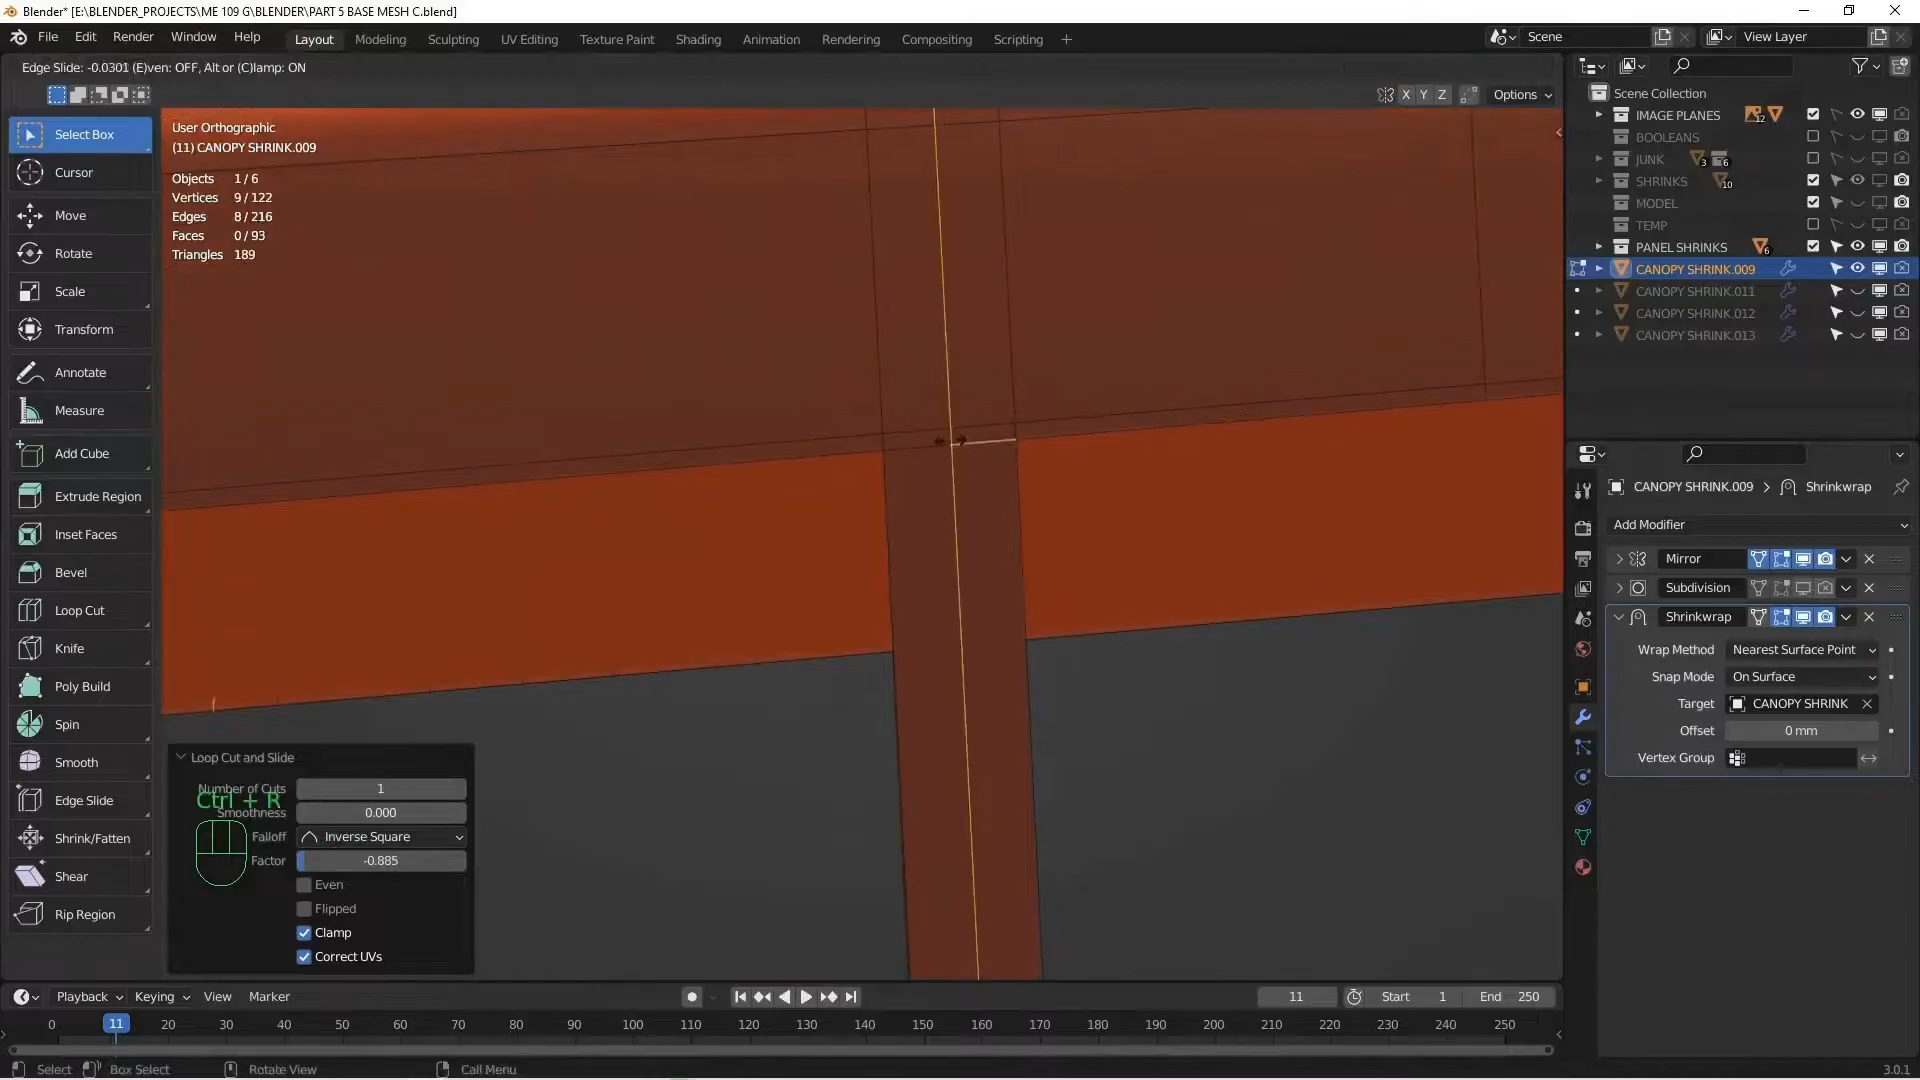 Blender* [E:\BLENDER_PROJECTS\ME 109 G\BLENDER\PART 5 BASE MESH C.blend]
File Edit Render Window Help Layout Modeling Sculpting UV Editing Texture Paint Shading Animation Rendering Compositing Scripting + Scene View Layer
Edge Slide: -0.0301 (E)ven: OFF, Alt or (C)lamp: ON
X Y Z Options
Select Box
Cursor
Move
Rotate
Scale
Transform
Annotate
Measure
Add Cube
Extrude Region
Inset Faces
Bevel
Loop Cut
Knife
Poly Build
Spin
Smooth
Edge Slide
Shrink/Fatten
Shear
Rip Region
User Orthographic
(11) CANOPY SHRINK.009
Objects 1/6
Vertices 9/122
Edges 8/216
Faces 0/93
Triangles 189
Loop Cut and Slide
Number of Cuts 1
Ctrl + R
Smoothness 0.000
Falloff Inverse Square
Factor -0.885
Even
Flipped
Clamp
Correct UVs
Scene Collection
IMAGE PLANES 12
BOOLEANS
JUNK 3 6
SHRINKS 10
MODEL
TEMP
PANEL SHRINKS 6
CANOPY SHRINK.009
CANOPY SHRINK.011
CANOPY SHRINK.012
CANOPY SHRINK.013
CANOPY SHRINK.009 > Shrinkwrap
Add Modifier
Mirror
Subdivision
Shrinkwrap
Wrap Method Nearest Surface Point
Snap Mode On Surface
Target CANOPY SHRINK
Offset 0 mm
Vertex Group
Playback Keying View Marker 11 Start 1 End 250
0 11 20 30 40 50 60 70 80 90 100 110 120 130 140 150 160 170 180 190 200 210 220 230 240 250
Select Box Select Rotate View Call Menu 3.0.1